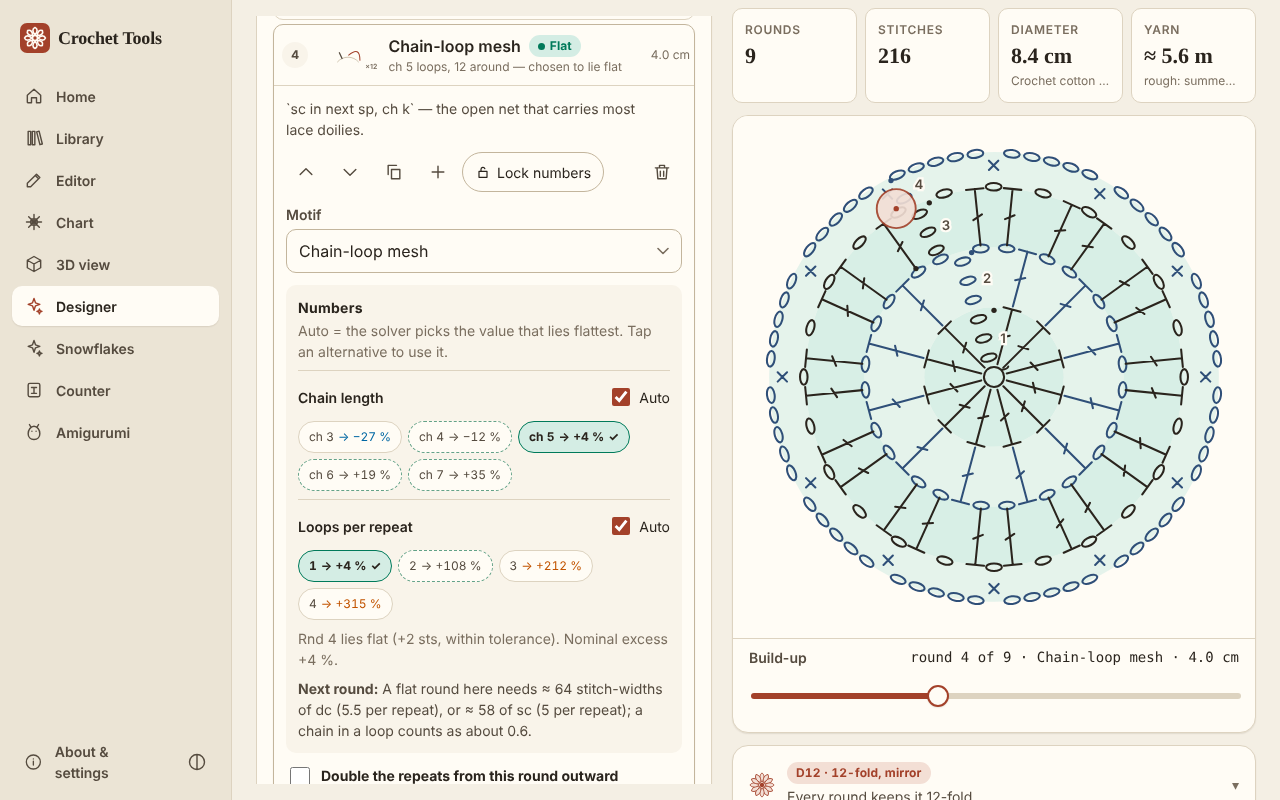 Crochet Tools
Home
Library
Editor
Chart
3D view
Designer
Snowflakes
Counter
Amigurumi
About &
settings
4
×12
Chain-loop mesh
Flat
4.0 cm
ch 5 loops, 12 around — chosen to lie flat
`sc in next sp, ch k` — the open net that carries most
lace doilies.
Lock numbers
Motif
Chain-loop mesh
Numbers
Auto = the solver picks the value that lies flattest. Tap
an alternative to use it.
Chain length
Auto
ch 3 → −27 %
ch 4 → −12 %
ch 5 → +4 % ✓
ch 6 → +19 %
ch 7 → +35 %
Loops per repeat
Auto
1 → +4 % ✓
2 → +108 %
3 → +212 %
4 → +315 %
Rnd 4 lies flat (+2 sts, within tolerance). Nominal excess
+4 %.
Next round: A flat round here needs ≈ 64 stitch-widths
of dc (5.5 per repeat), or ≈ 58 of sc (5 per repeat); a
chain in a loop counts as about 0.6.
Double the repeats from this round outward
ROUNDS
9
STITCHES
216
DIAMETER
8.4 cm
Crochet cotton ...
YARN
≈ 5.6 m
rough: summe...
4
3
2
1
Build-up
round 4 of 9 · Chain-loop mesh · 4.0 cm
D12 · 12-fold, mirror
Every round keeps it 12-fold